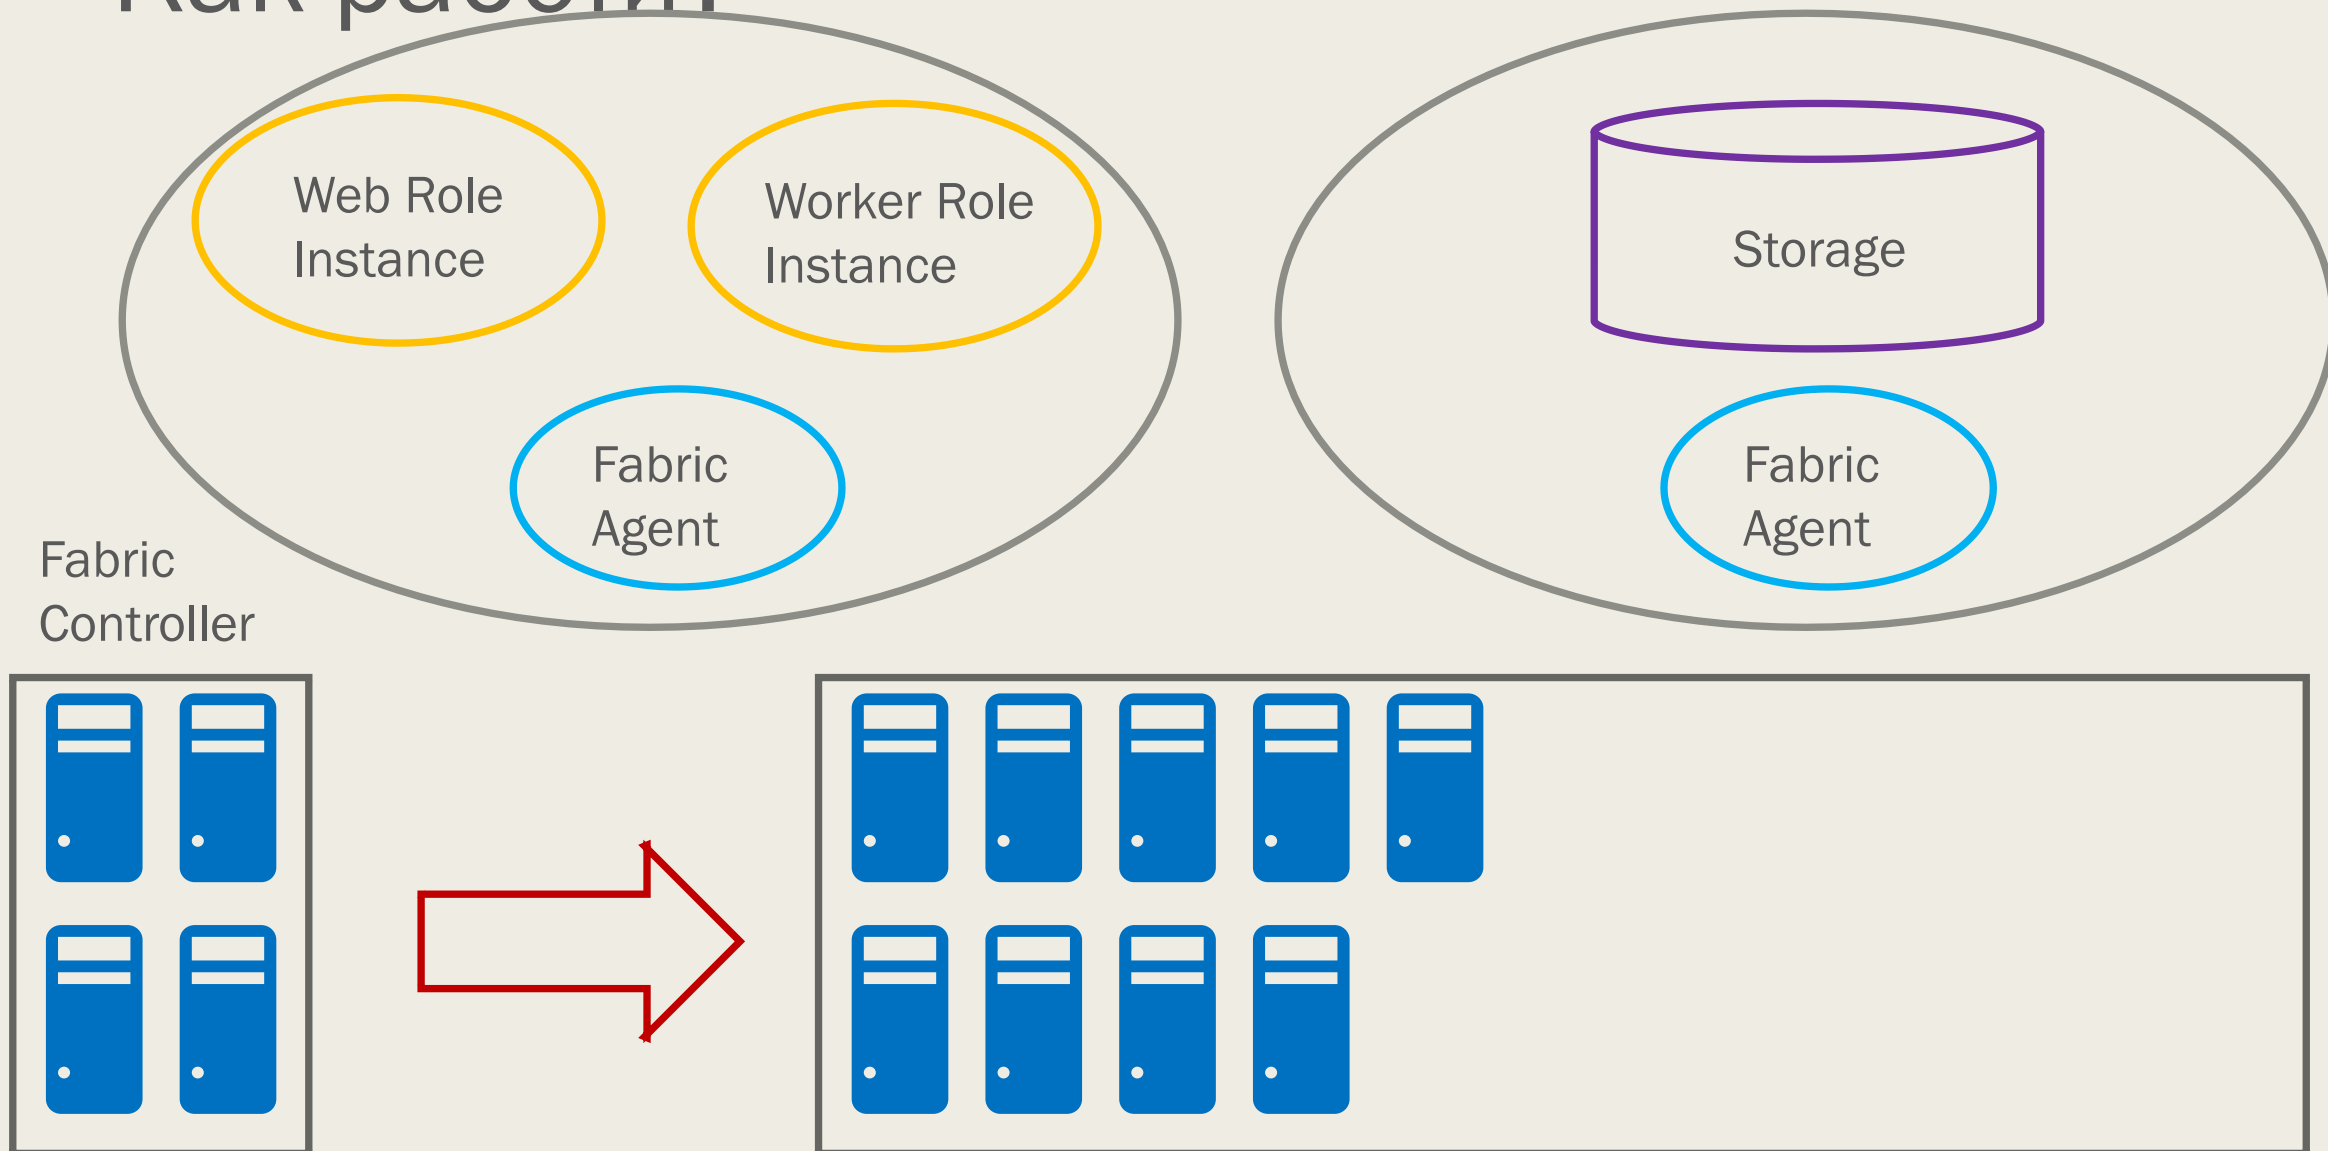 Web Role
Instance
Worker Role
Instance
Storage
Fabric
Agent
Fabric
Agent
Fabric
Controller